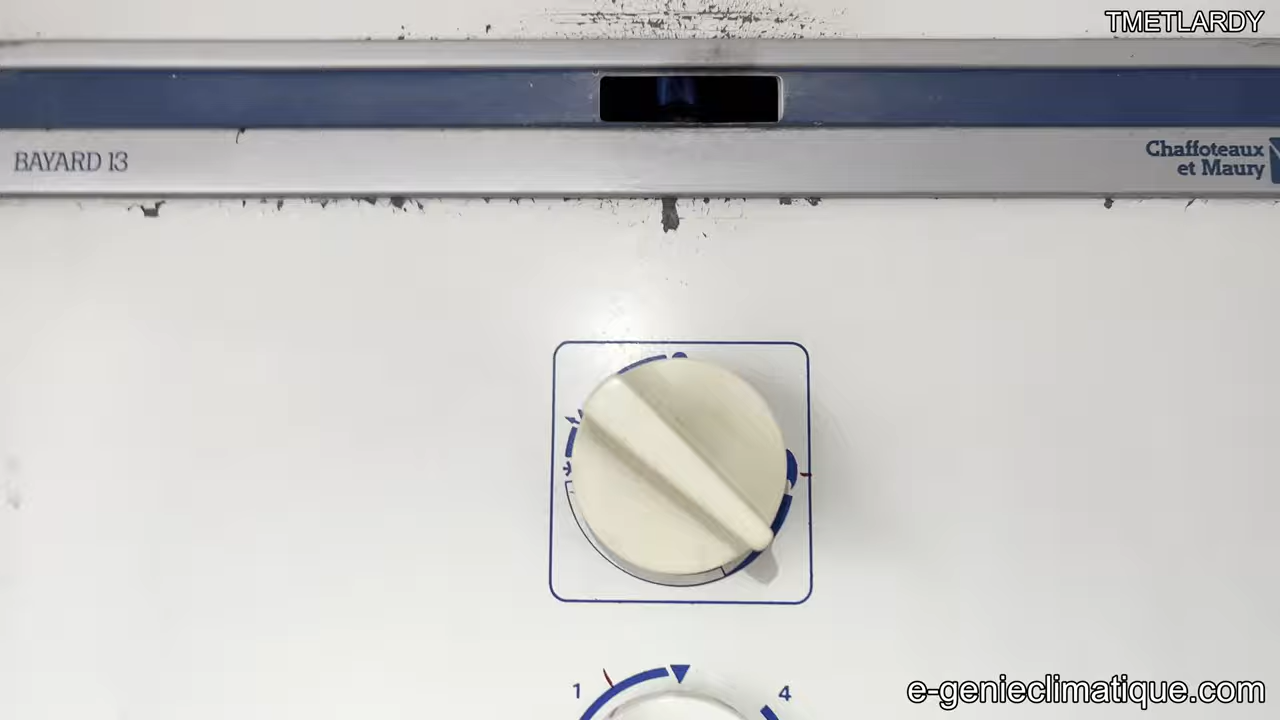 TMETLARDY
BAYARD 13
Chaffoteaux
et Maury
1
4
e-genieclimatique.com